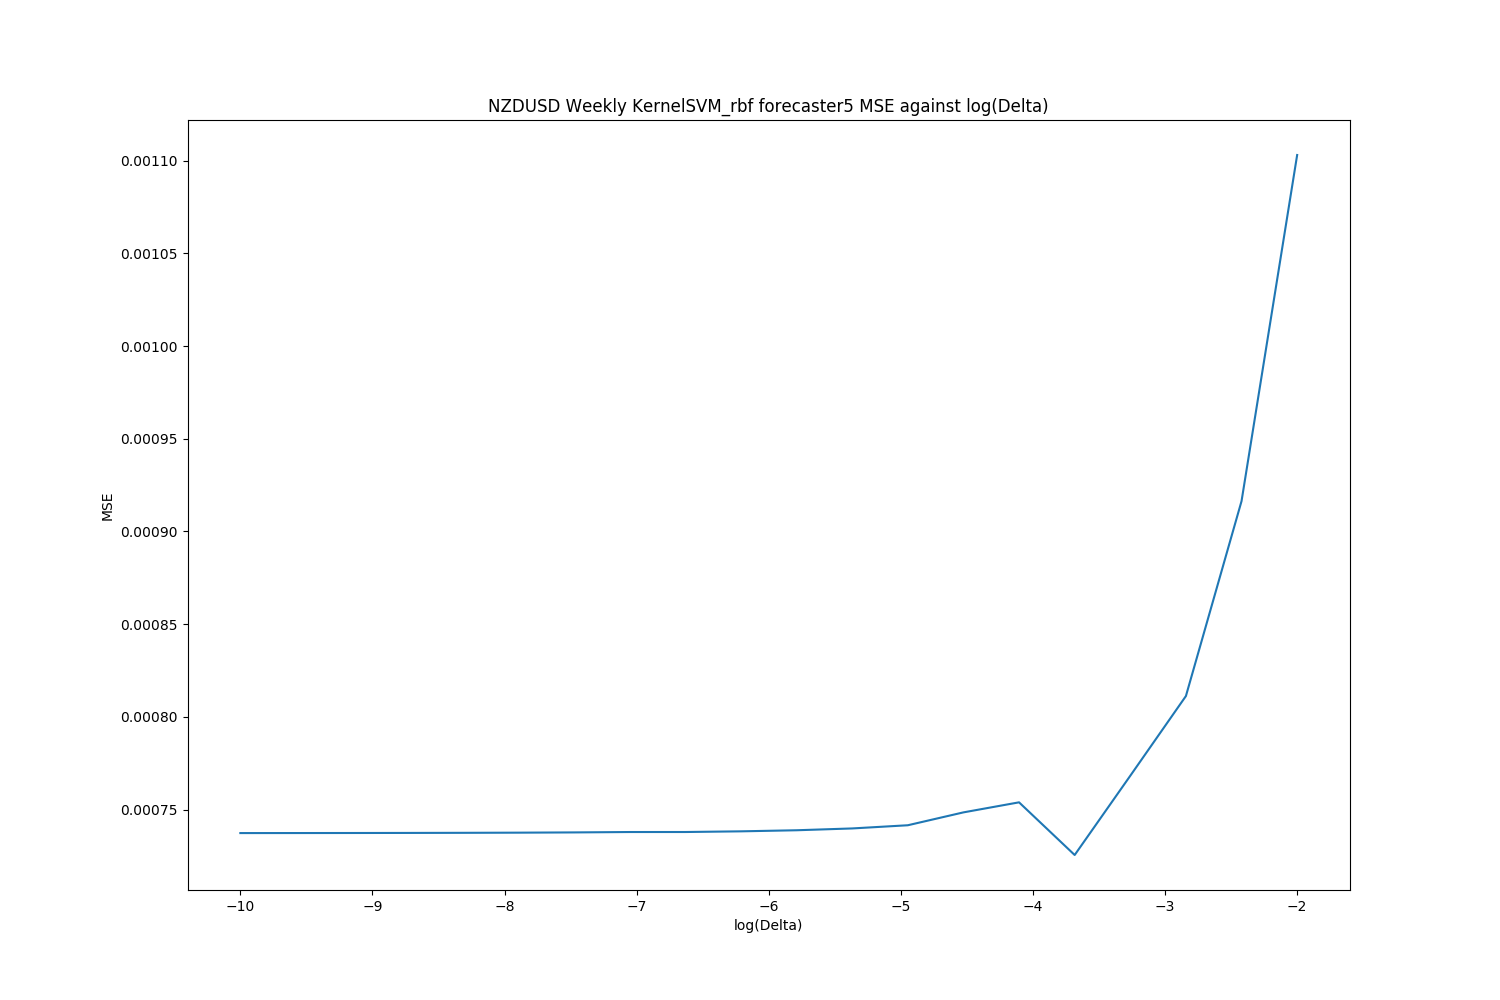 NZDUSD Weekly KernelSVM_rbf forecaster5 MSE against log(Delta)
0.00110
0.00105
0.00100
0.00095
0.00090
0.00085
0.00080
0.00075
MSE
−10 −9 −8 −7 −6 −5 −4 −3 −2
log(Delta)